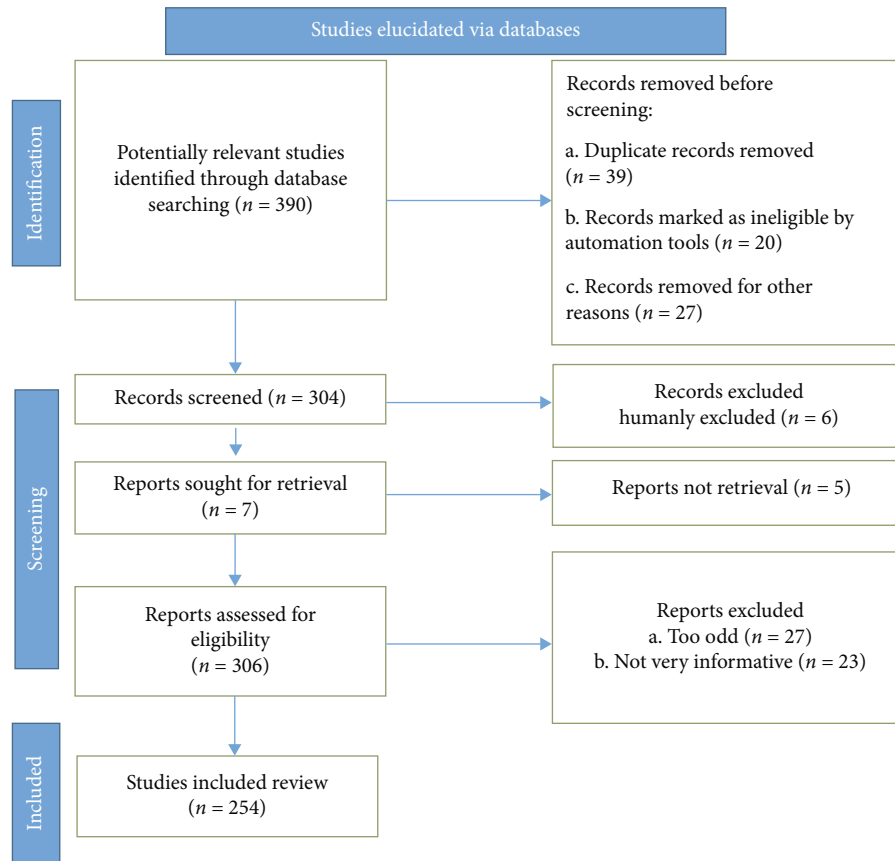 Studies elucidated via databases
Identification
Potentially relevant studies
identified through database
searching (n = 390)
Records removed before
screening:
a. Duplicate records removed
(n = 39)
b. Records marked as ineligible by
automation tools (n = 20)
c. Records removed for other
reasons (n = 27)
Screening
Records screened (n = 304)
Records excluded
humanly excluded (n = 6)
Reports sought for retrieval
(n = 7)
Reports not retrieval (n = 5)
Reports assessed for
eligibility
(n = 306)
Reports excluded
a. Too odd (n = 27)
b. Not very informative (n = 23)
Included
Studies included review
(n = 254)